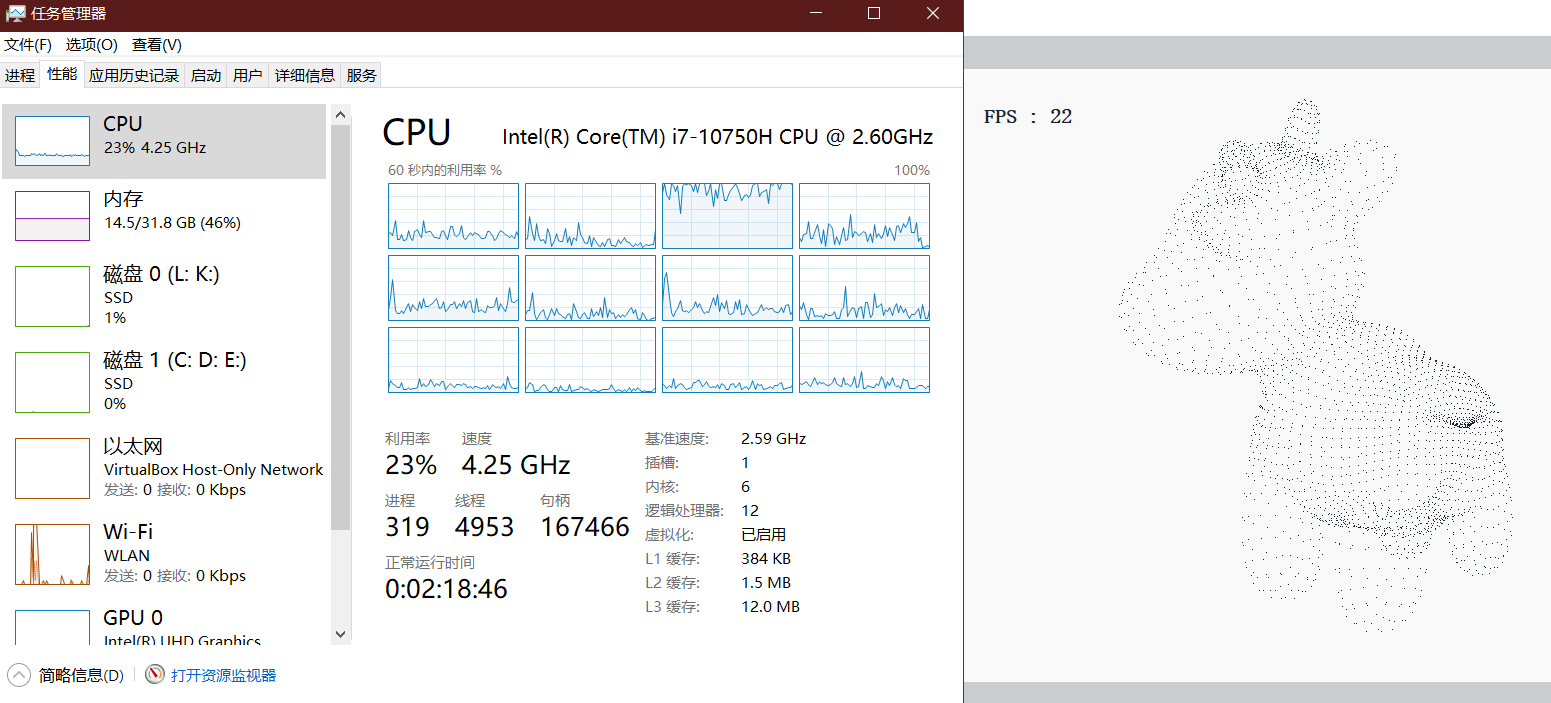 任务管理器
文件(F) 选项(O) 查看(V)
进程 性能 应用历史记录 启动 用户 详细信息 服务
CPU
23% 4.25 GHz
内存
14.5/31.8 GB (46%)
磁盘 0 (L: K:)
SSD
1%
磁盘 1 (C: D: E:)
SSD
0%
以太网
VirtualBox Host-Only Network
发送: 0 接收: 0 Kbps
Wi-Fi
WLAN
发送: 0 接收: 0 Kbps
GPU 0
Intel(R) UHD Graphics
CPU Intel(R) Core(TM) i7-10750H CPU @ 2.60GHz
60 秒内的利用率 % 100%
利用率 速度
23% 4.25 GHz
进程 线程 句柄
319 4953 167466
正常运行时间
0:02:18:46
基准速度: 2.59 GHz
插槽: 1
内核: 6
逻辑处理器: 12
虚拟化: 已启用
L1 缓存: 384 KB
L2 缓存: 1.5 MB
L3 缓存: 12.0 MB
简略信息(D) 打开资源监视器
FPS : 22